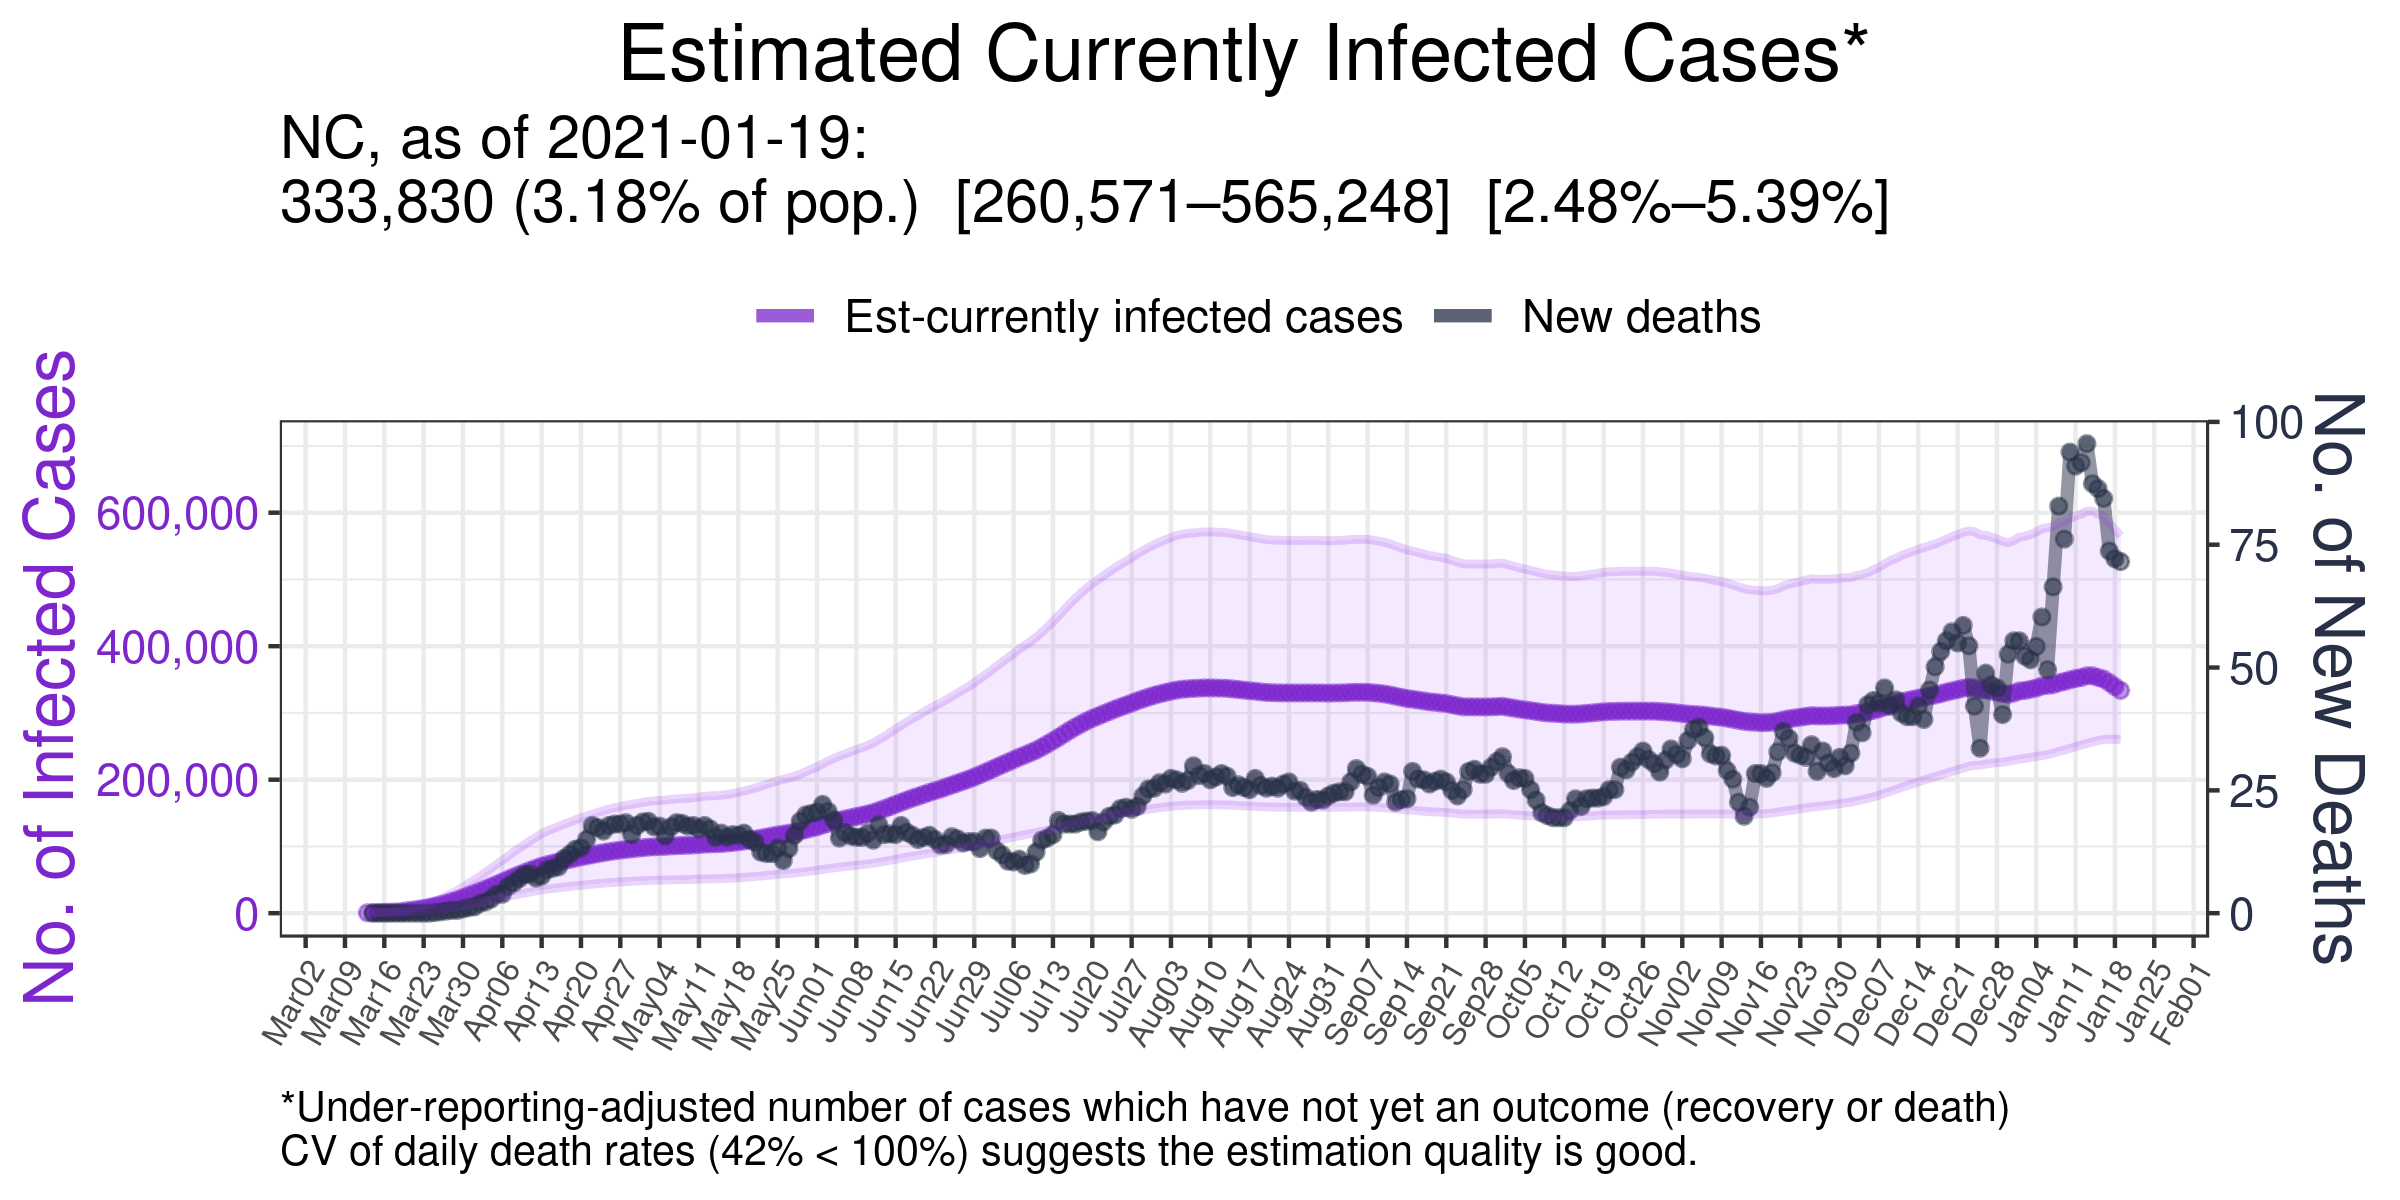 Estimated Currently Infected Cases*
NC, as of 2021-01-19:
333,830 (3.18% of pop.) [260,571–565,248] [2.48%–5.39%]
Est-currently infected cases
New deaths
No. of Infected Cases
600,000
400,000
200,000
0
100
75
50
25
0
No. of New Deaths
Mar02
Mar09
Mar16
Mar23
Mar30
Apr06
Apr13
Apr20
Apr27
May04
May11
May18
May25
Jun01
Jun08
Jun15
Jun22
Jun29
Jul06
Jul13
Jul20
Jul27
Aug03
Aug10
Aug17
Aug24
Aug31
Sep07
Sep14
Sep21
Sep28
Oct05
Oct12
Oct19
Oct26
Nov02
Nov09
Nov16
Nov23
Nov30
Dec07
Dec14
Dec21
Dec28
Jan04
Jan11
Jan18
Jan25
Feb01
*Under-reporting-adjusted number of cases which have not yet an outcome (recovery or death)
CV of daily death rates (42% < 100%) suggests the estimation quality is good.